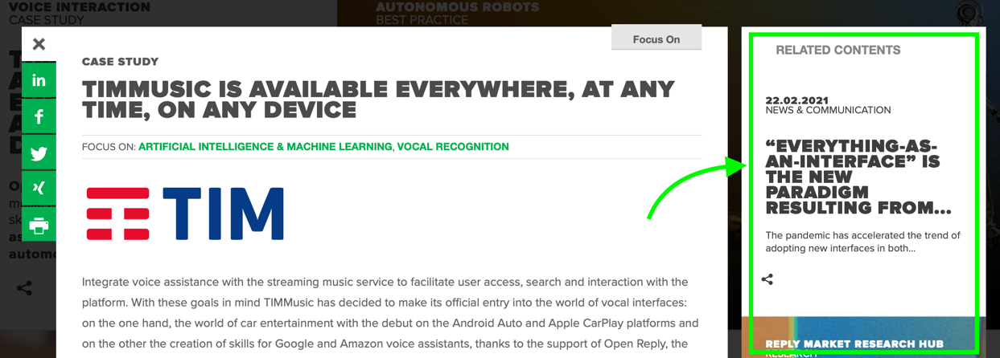 VOICE INTERACTION
CASE STUDY
AUTONOMOUS ROBOTS
BEST PRACTICE
Focus On
CASE STUDY
TIMMUSIC IS AVAILABLE EVERYWHERE, AT ANY
TIME, ON ANY DEVICE
FOCUS ON: ARTIFICIAL INTELLIGENCE & MACHINE LEARNING, VOCAL RECOGNITION
TIM
Integrate voice assistance with the streaming music service to facilitate user access, search and interaction with the
platform. With these goals in mind TIMMusic has decided to make its official entry into the world of vocal interfaces:
on the one hand, the world of car entertainment with the debut on the Android Auto and Apple CarPlay platforms and
on the other the creation of skills for Google and Amazon voice assistants, thanks to the support of Open Reply, the
RELATED CONTENTS
22.02.2021
NEWS & COMMUNICATION
“EVERYTHING-AS-
AN-INTERFACE” IS
THE NEW
PARADIGM
RESULTING FROM...
The pandemic has accelerated the trend of
adopting new interfaces in both...
REPLY MARKET RESEARCH HUB
RESEARCH